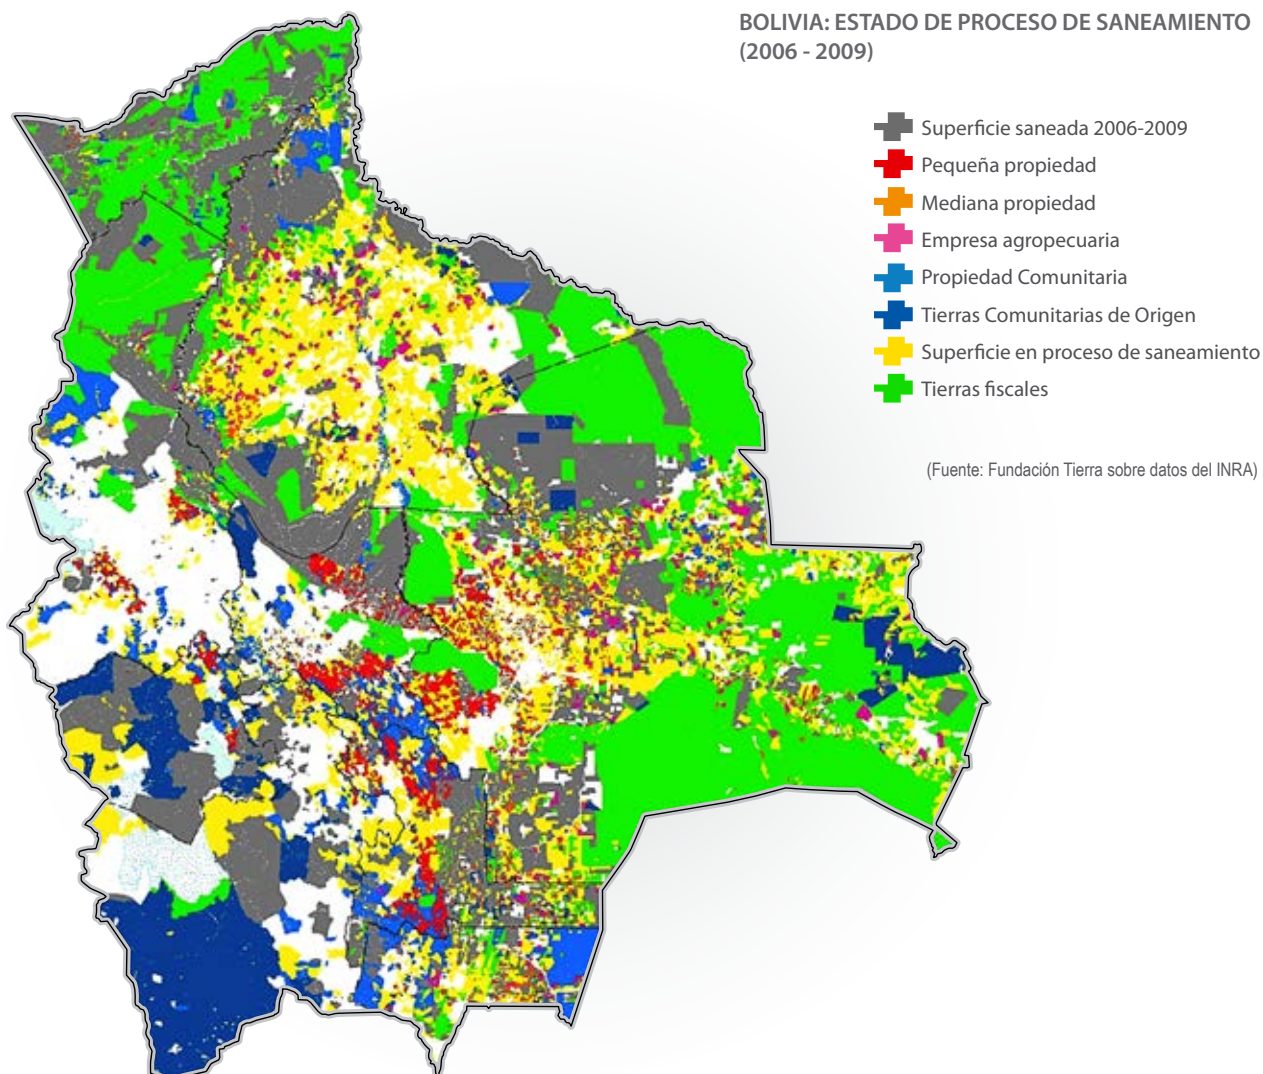 BOLIVIA: ESTADO DE PROCESO DE SANEAMIENTO
(2006 - 2009)
Superficie saneada 2006-2009
Pequeña propiedad
Mediana propiedad
Empresa agropecuaria
Propiedad Comunitaria
Tierras Comunitarias de Origen
Superficie en proceso de saneamiento
Tierras fiscales
(Fuente: Fundación Tierra sobre datos del INRA)